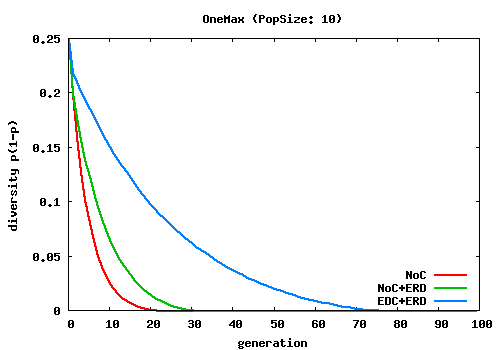 OneMax (PopSize: 10)
0.25
0.2
0.15
0.1
0.05
0
diversity p(1-p)
NoC
NoC+ERD
EDC+ERD
0 10 20 30 40 50 60 70 80 90 100
generation